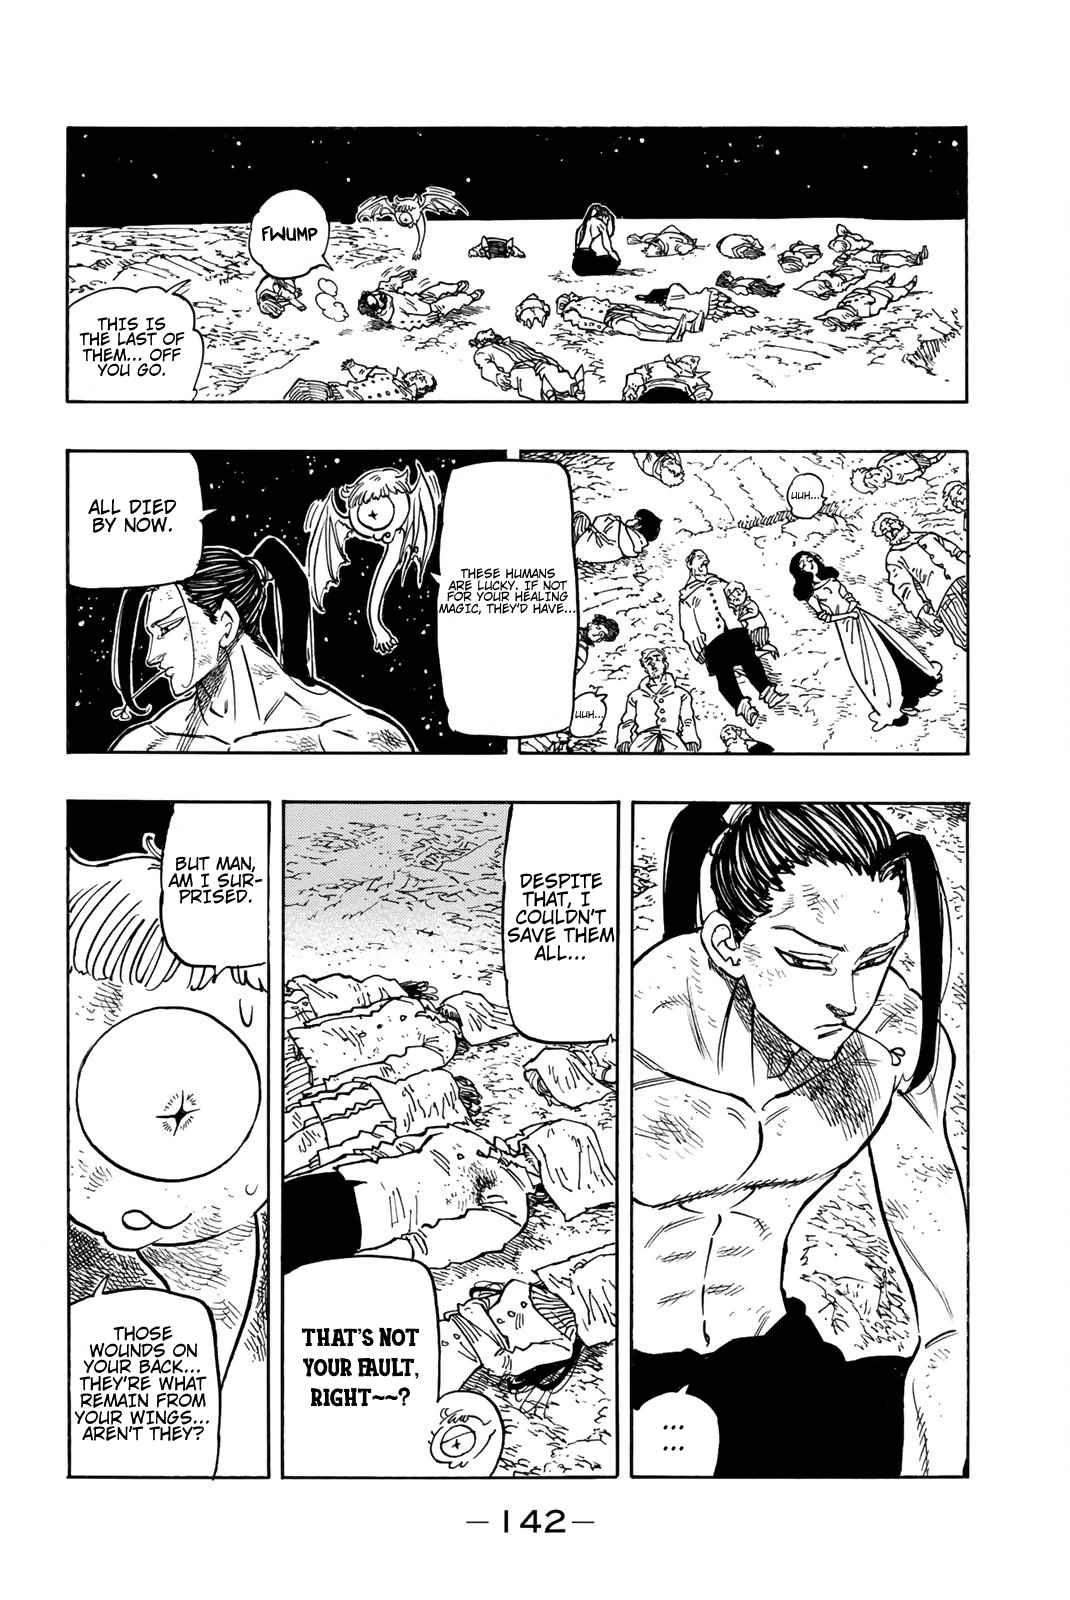 FWUMP
THIS IS
THE LAST OF
THEM... OFF
YOU GO.
UUH...
UUH...
THESE HUMANS
ARE LUCKY. IF NOT
FOR YOUR HEALING
MAGIC, THEY'D HAVE...
ALL DIED
BY NOW.
...
...
DESPITE
THAT, I
COULDN'T
SAVE THEM
ALL...
THAT'S NOT
YOUR FAULT,
RIGHT~~?
BUT MAN,
AM I SUR-
PRISED.
THOSE
WOUNDS ON
YOUR BACK...
THEY'RE WHAT
REMAIN FROM
YOUR WINGS...
AREN'T THEY?
— 142 —